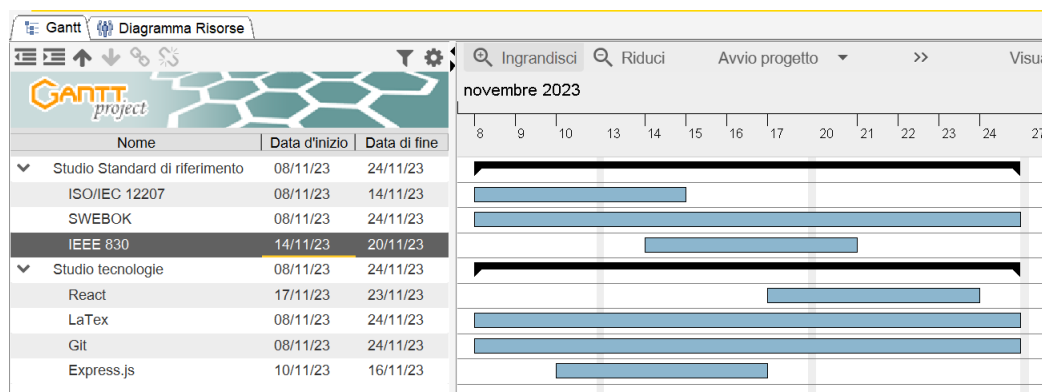 Gantt Diagramma Risorse
Ingrandisci Riduci Avvio progetto >> Visua
GANTT
project
novembre 2023
8 9 10 13 14 15 16 17 20 21 22 23 24 27
Nome Data d'inizio Data di fine
Studio Standard di riferimento 08/11/23 24/11/23
ISO/IEC 12207 08/11/23 14/11/23
SWEBOK 08/11/23 24/11/23
IEEE 830 14/11/23 20/11/23
Studio tecnologie 08/11/23 24/11/23
React 17/11/23 23/11/23
LaTex 08/11/23 24/11/23
Git 08/11/23 24/11/23
Express.js 10/11/23 16/11/23